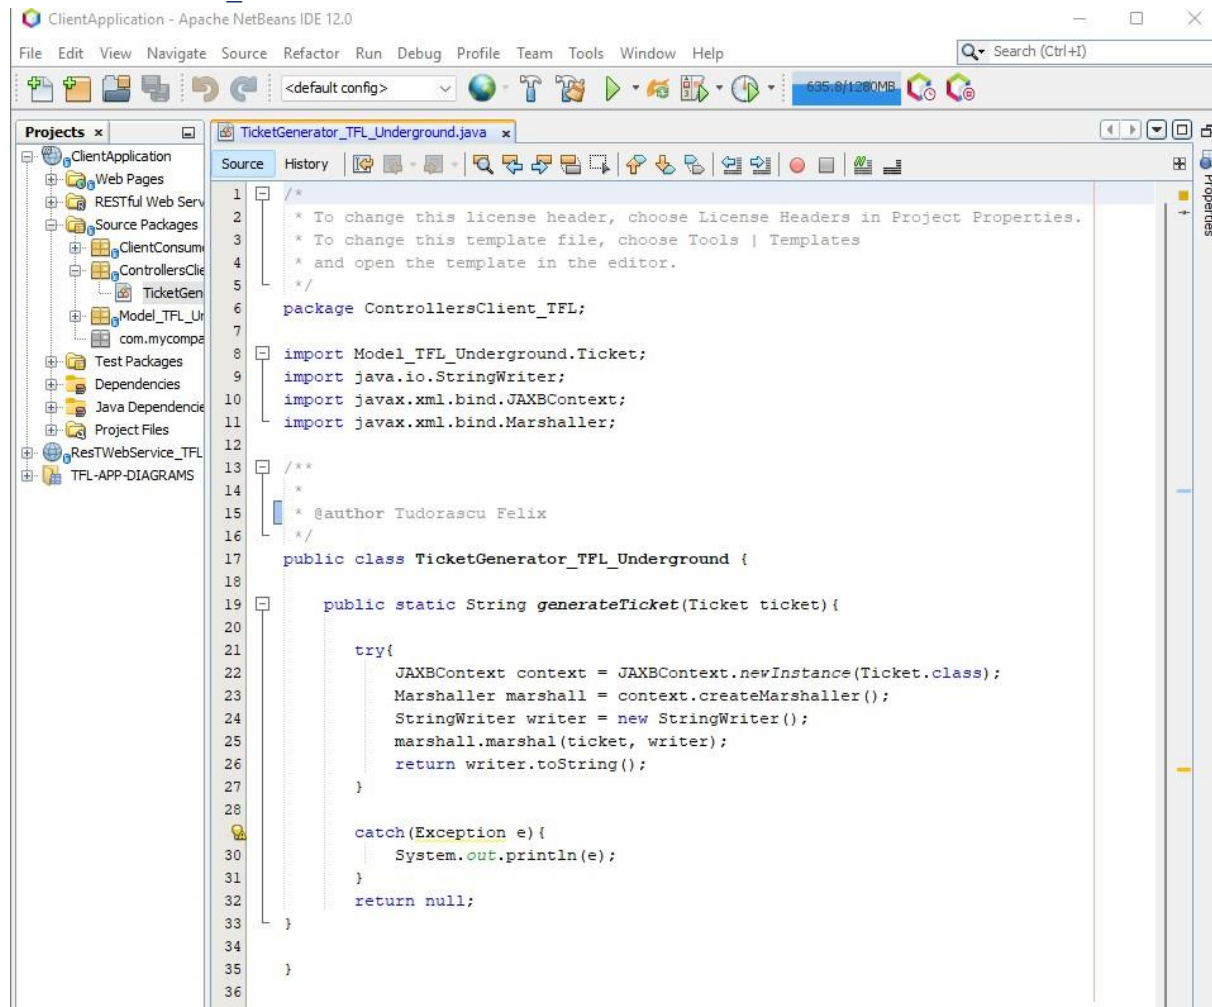 ClientApplication - Apache NetBeans IDE 12.0
File Edit View Navigate Source Refactor Run Debug Profile Team Tools Window Help
Search (Ctrl+I)
<default config>
635.8/1280MB
Projects
TicketGenerator_TFL_Underground.java
ClientApplication
Web Pages
RESTful Web Serv
Source Packages
ClientConsum
ControllersClie
TicketGen
Model_TFL_Ur
com.mycompa
Test Packages
Dependencies
Java Dependencie
Project Files
ResTWebService_TFL
TFL-APP-DIAGRAMS
Source History
Properties
1 /*
2 * To change this license header, choose License Headers in Project Properties.
3 * To change this template file, choose Tools | Templates
4 * and open the template in the editor.
5 */
6 package ControllersClient_TFL;
7
8 import Model_TFL_Underground.Ticket;
9 import java.io.StringWriter;
10 import javax.xml.bind.JAXBContext;
11 import javax.xml.bind.Marshaller;
12
13 /**
14 *
15 * @author Tudorascu Felix
16 */
17 public class TicketGenerator_TFL_Underground {
18
19 public static String generateTicket(Ticket ticket){
20
21 try{
22 JAXBContext context = JAXBContext.newInstance(Ticket.class);
23 Marshaller marshall = context.createMarshaller();
24 StringWriter writer = new StringWriter();
25 marshall.marshal(ticket, writer);
26 return writer.toString();
27 }
28
catch(Exception e){
30 System.out.println(e);
31 }
32 return null;
33 }
34
35 }
36